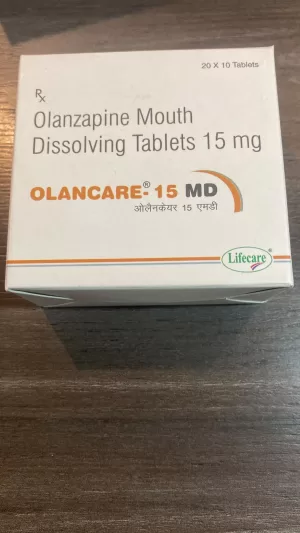 20 X 10 Tablets
Rx
Olanzapine Mouth
Dissolving Tablets 15 mg
OLANCARE®-15 MD
ओलैनकेयर 15 एमडी
Lifecare®